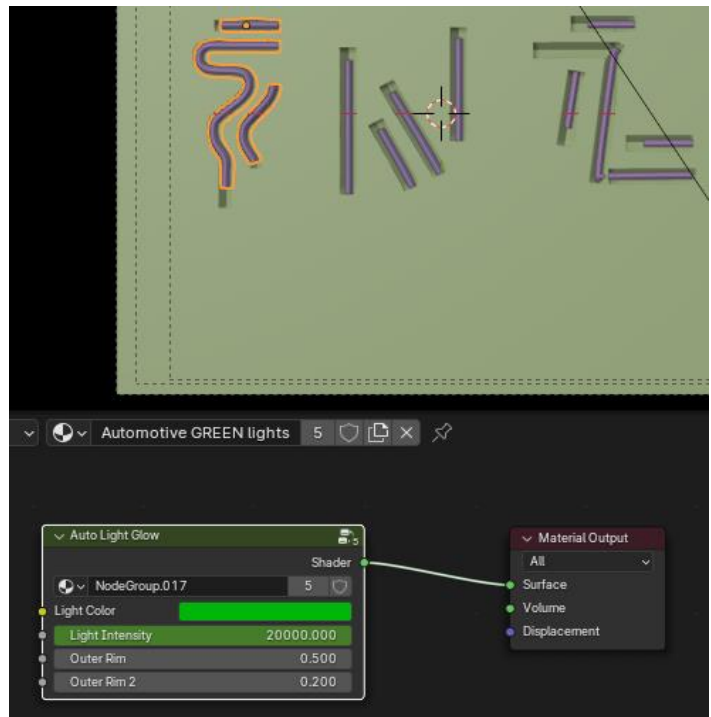 Automotive GREEN lights 5
Auto Light Glow 5
Shader
NodeGroup.017 5
Light Color
Light Intensity 20000.000
Outer Rim 0.500
Outer Rim 2 0.200
Material Output
All
Surface
Volume
Displacement